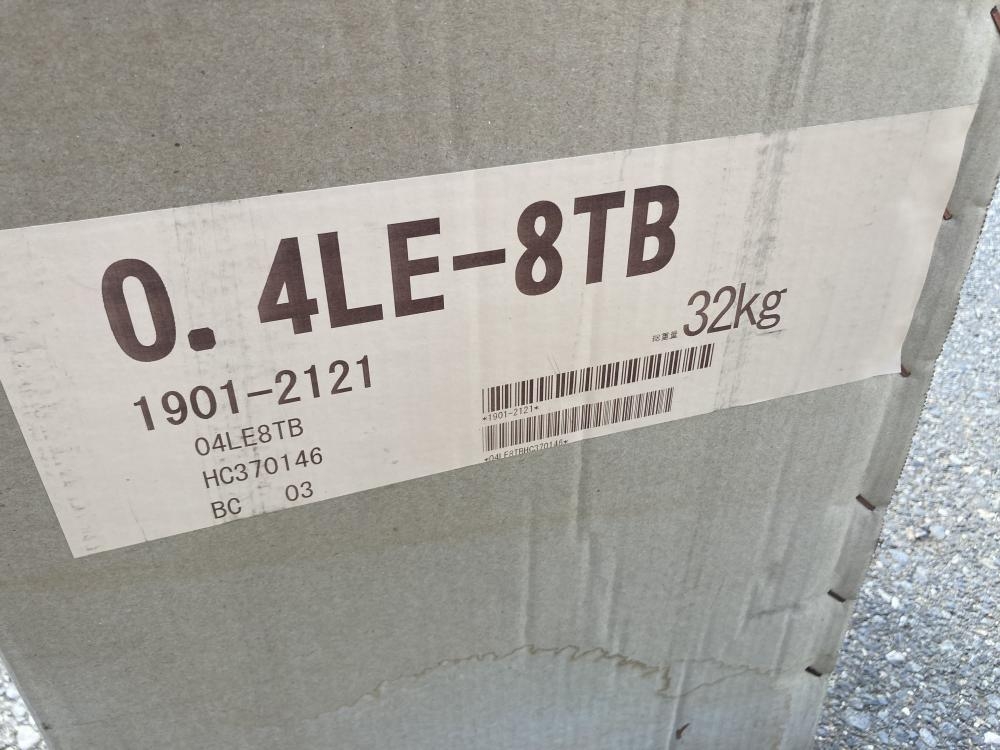 0.4LE-8TB
総重量 32kg
1901-2121
*1901-2121*
04LE8TB
*04LE8TBHC370146*
HC370146
BC 03